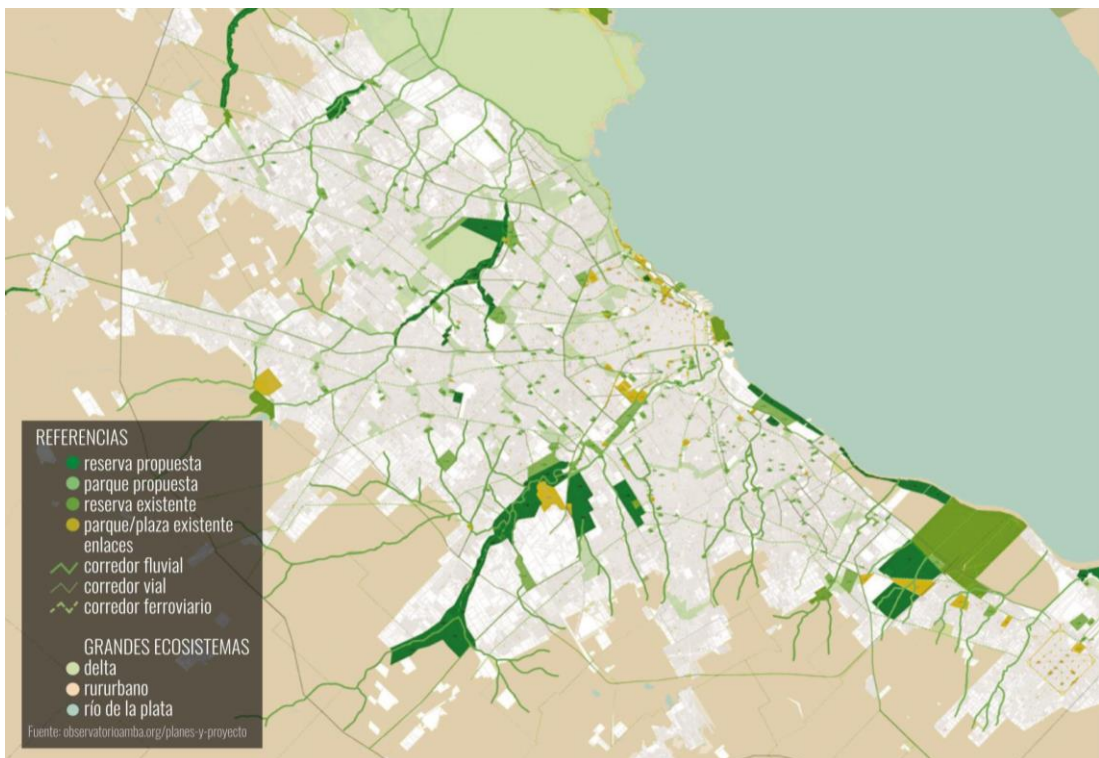 REFERENCIAS
reserva propuesta
parque propuesta
reserva existente
parque/plaza existente
enlaces
corredor fluvial
corredor vial
corredor ferroviario
GRANDES ECOSISTEMAS
delta
rururbano
río de la plata
Fuente: observatorioamba.org/planes-y-proyecto